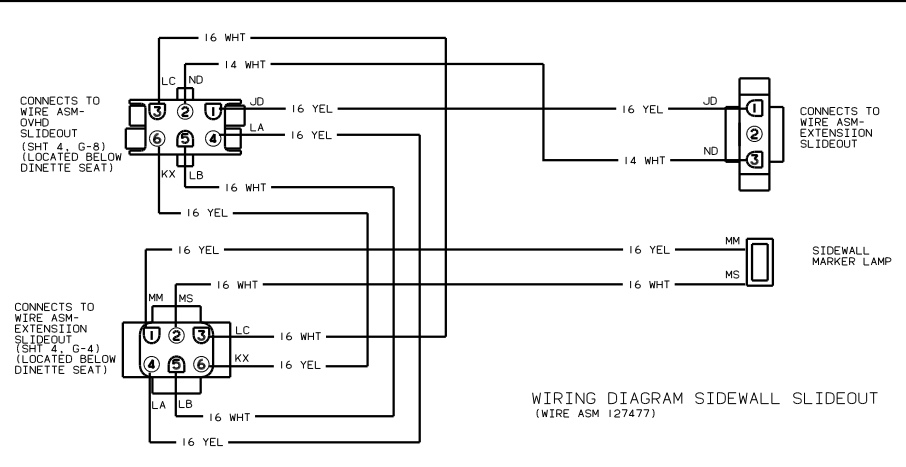 16 WHT
14 WHT
LC ND
CONNECTS TO
WIRE ASM-
OVHD
SLIDEOUT
(SHT 4, G-8)
(LOCATED BELOW
DINETTE SEAT)
3 2 1
6 5 4
JD
16 YEL
16 YEL
JD
LA
16 YEL
KX LB
16 WHT
16 YEL
1
2
3
ND
14 WHT
CONNECTS TO
WIRE ASM-
EXTENSIION
SLIDEOUT
16 YEL
16 YEL
MM
16 WHT
16 WHT
MS
SIDEWALL
MARKER LAMP
CONNECTS TO
WIRE ASM-
EXTENSIION
SLIDEOUT
(SHT 4, G-4)
(LOCATED BELOW
DINETTE SEAT)
MM MS
1 2 3
4 5 6
LC
16 WHT
KX
16 YEL
LA LB
16 WHT
16 YEL
WIRING DIAGRAM SIDEWALL SLIDEOUT
(WIRE ASM 127477)